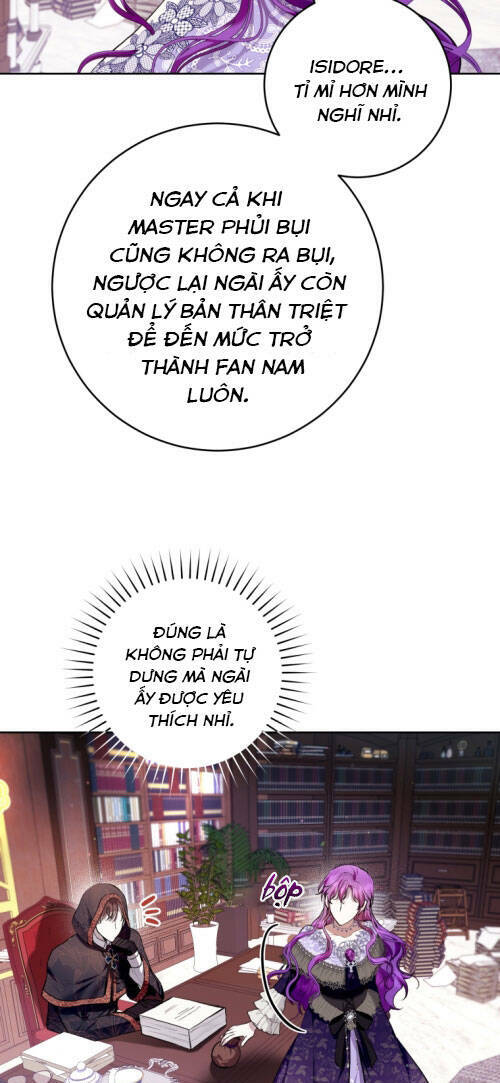 ISIDORE...
TỈ MỈ HƠN MÌNH
NGHĨ NHỈ.
NGAY CẢ KHI
MASTER PHỦI BỤI
CŨNG KHÔNG RA BỤI,
NGƯỢC LẠI NGÀI ẤY CÒN
QUẢN LÝ BẢN THÂN TRIỆT
ĐỂ ĐẾN MỨC TRỞ
THÀNH FAN NAM
LUÔN.
ĐÚNG LÀ
KHÔNG PHẢI TỰ
DƯNG MÀ NGÀI
ẤY ĐƯỢC YÊU
THÍCH NHỈ.
bộp